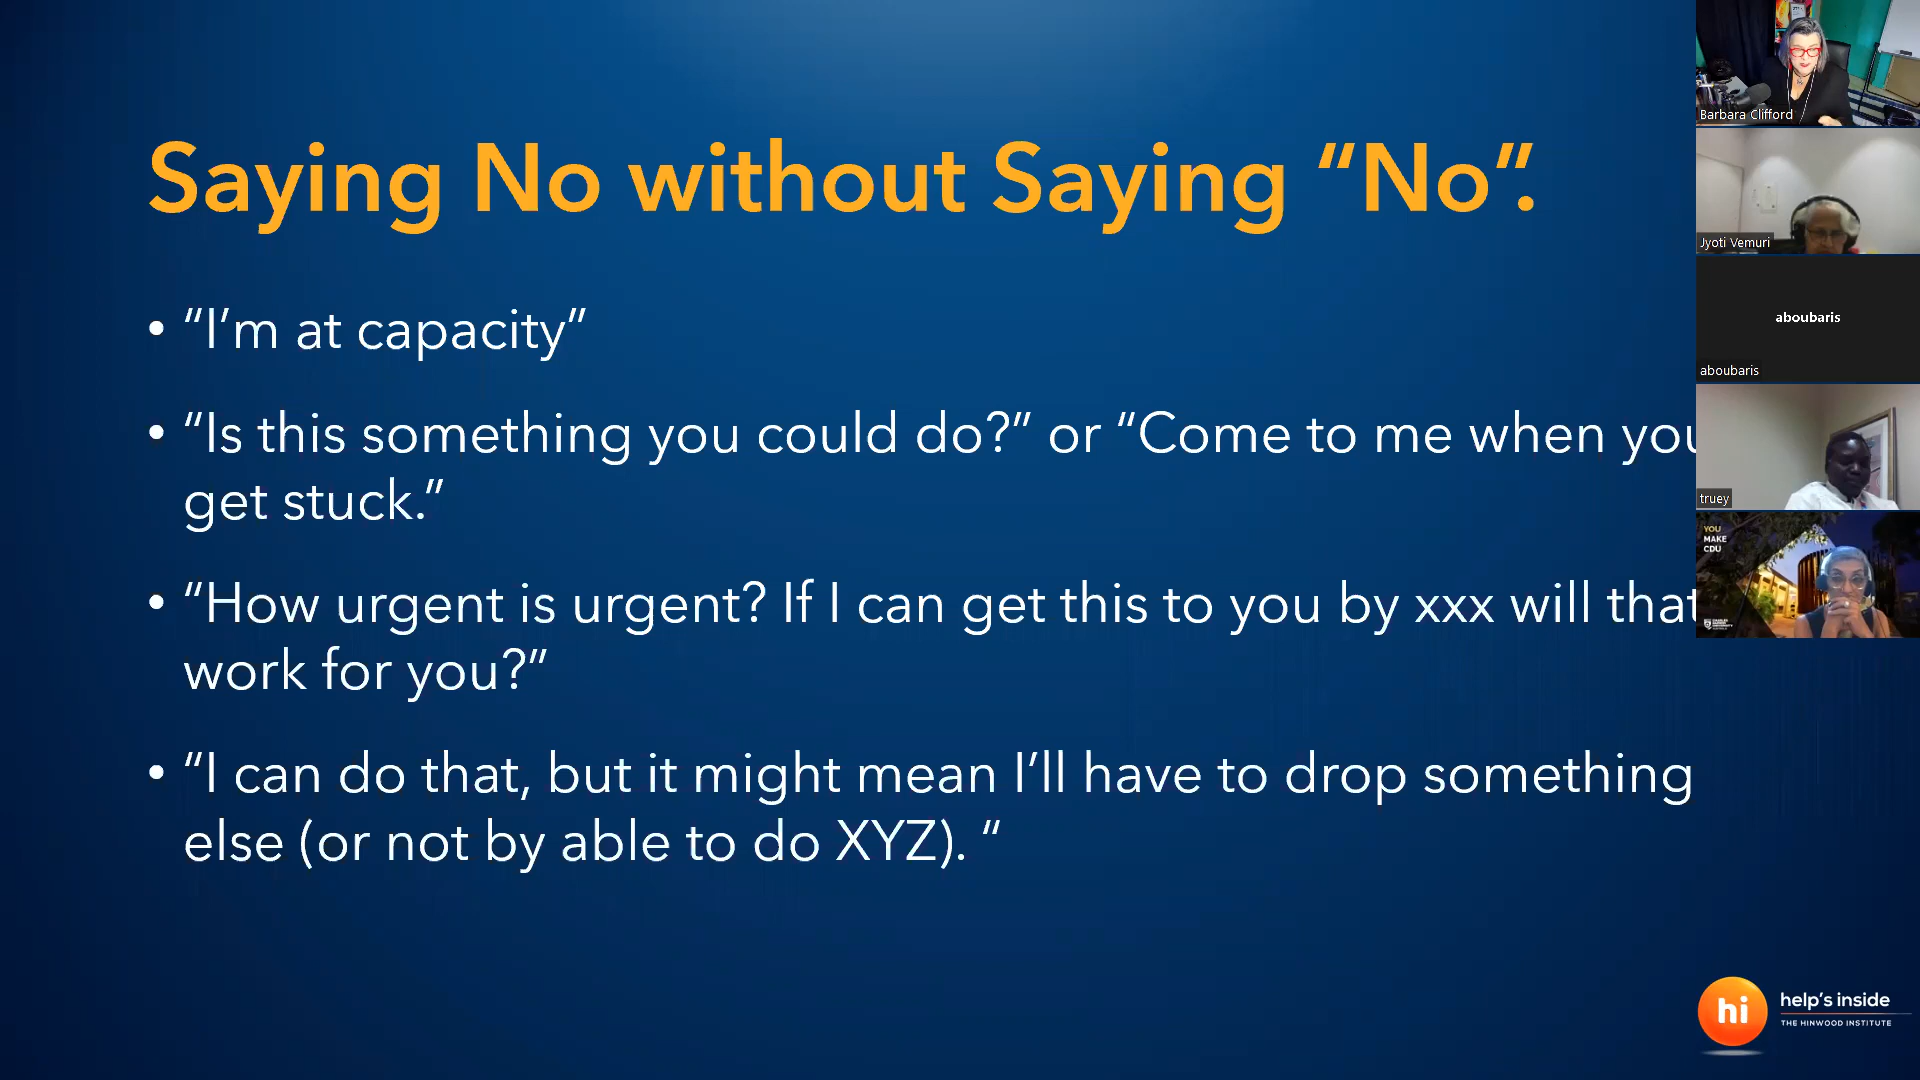 Saying No without Saying “No”.
• “I’m at capacity”
• “Is this something you could do?” or “Come to me when you
get stuck.”
• “How urgent is urgent? If I can get this to you by xxx will that
work for you?”
• “I can do that, but it might mean I’ll have to drop something
else (or not by able to do XYZ). “
Barbara Clifford
Jyoti Vemuri
aboubaris
aboubaris
truey
YOU
MAKE
CDU
hi
help’s inside
THE HINWOOD INSTITUTE